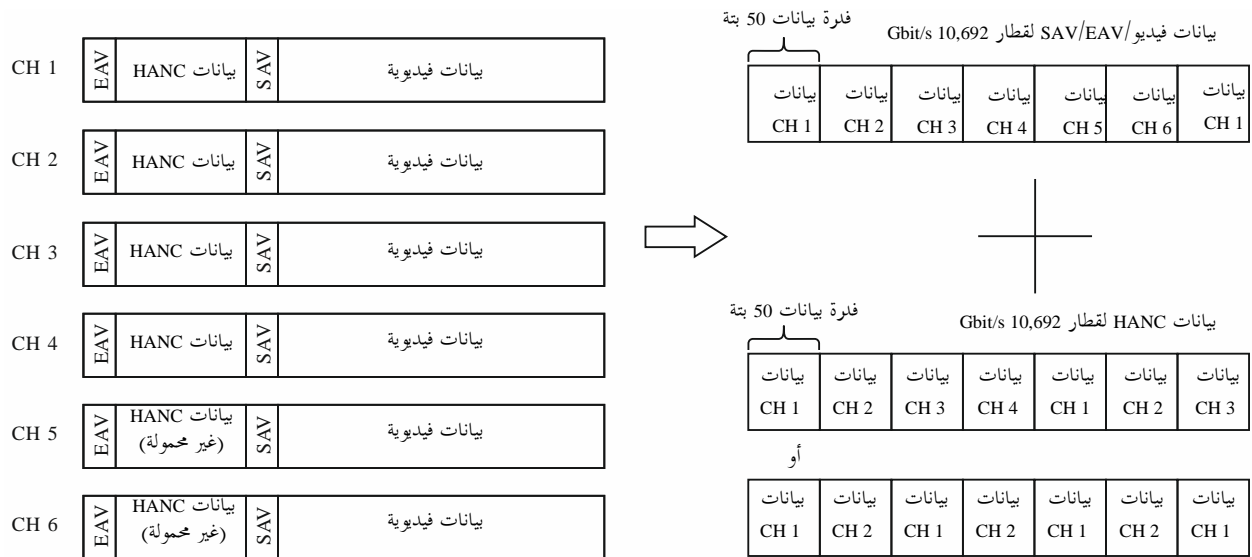 CH 1
EAV
بيانات HANC
SAV
بيانات فيديوية
CH 2
EAV
بيانات HANC
SAV
بيانات فيديوية
CH 3
EAV
بيانات HANC
SAV
بيانات فيديوية
CH 4
EAV
بيانات HANC
SAV
بيانات فيديوية
CH 5
EAV
بيانات HANC
(غير محمولة)
SAV
بيانات فيديوية
CH 6
EAV
بيانات HANC
(غير محمولة)
SAV
بيانات فيديوية
فدرة بيانات 50 بتة
بيانات فيديو/SAV/EAV لقطار 10,692 Gbit/s
بيانات بيانات بيانات بيانات بيانات بيانات بيانات
CH 1 CH 2 CH 3 CH 4 CH 5 CH 6 CH 1
فدرة بيانات 50 بتة
بيانات HANC لقطار 10,692 Gbit/s
بيانات بيانات بيانات بيانات بيانات بيانات بيانات
CH 1 CH 2 CH 3 CH 4 CH 1 CH 2 CH 3
أو
بيانات بيانات بيانات بيانات بيانات بيانات بيانات
CH 1 CH 2 CH 1 CH 2 CH 1 CH 2 CH 1